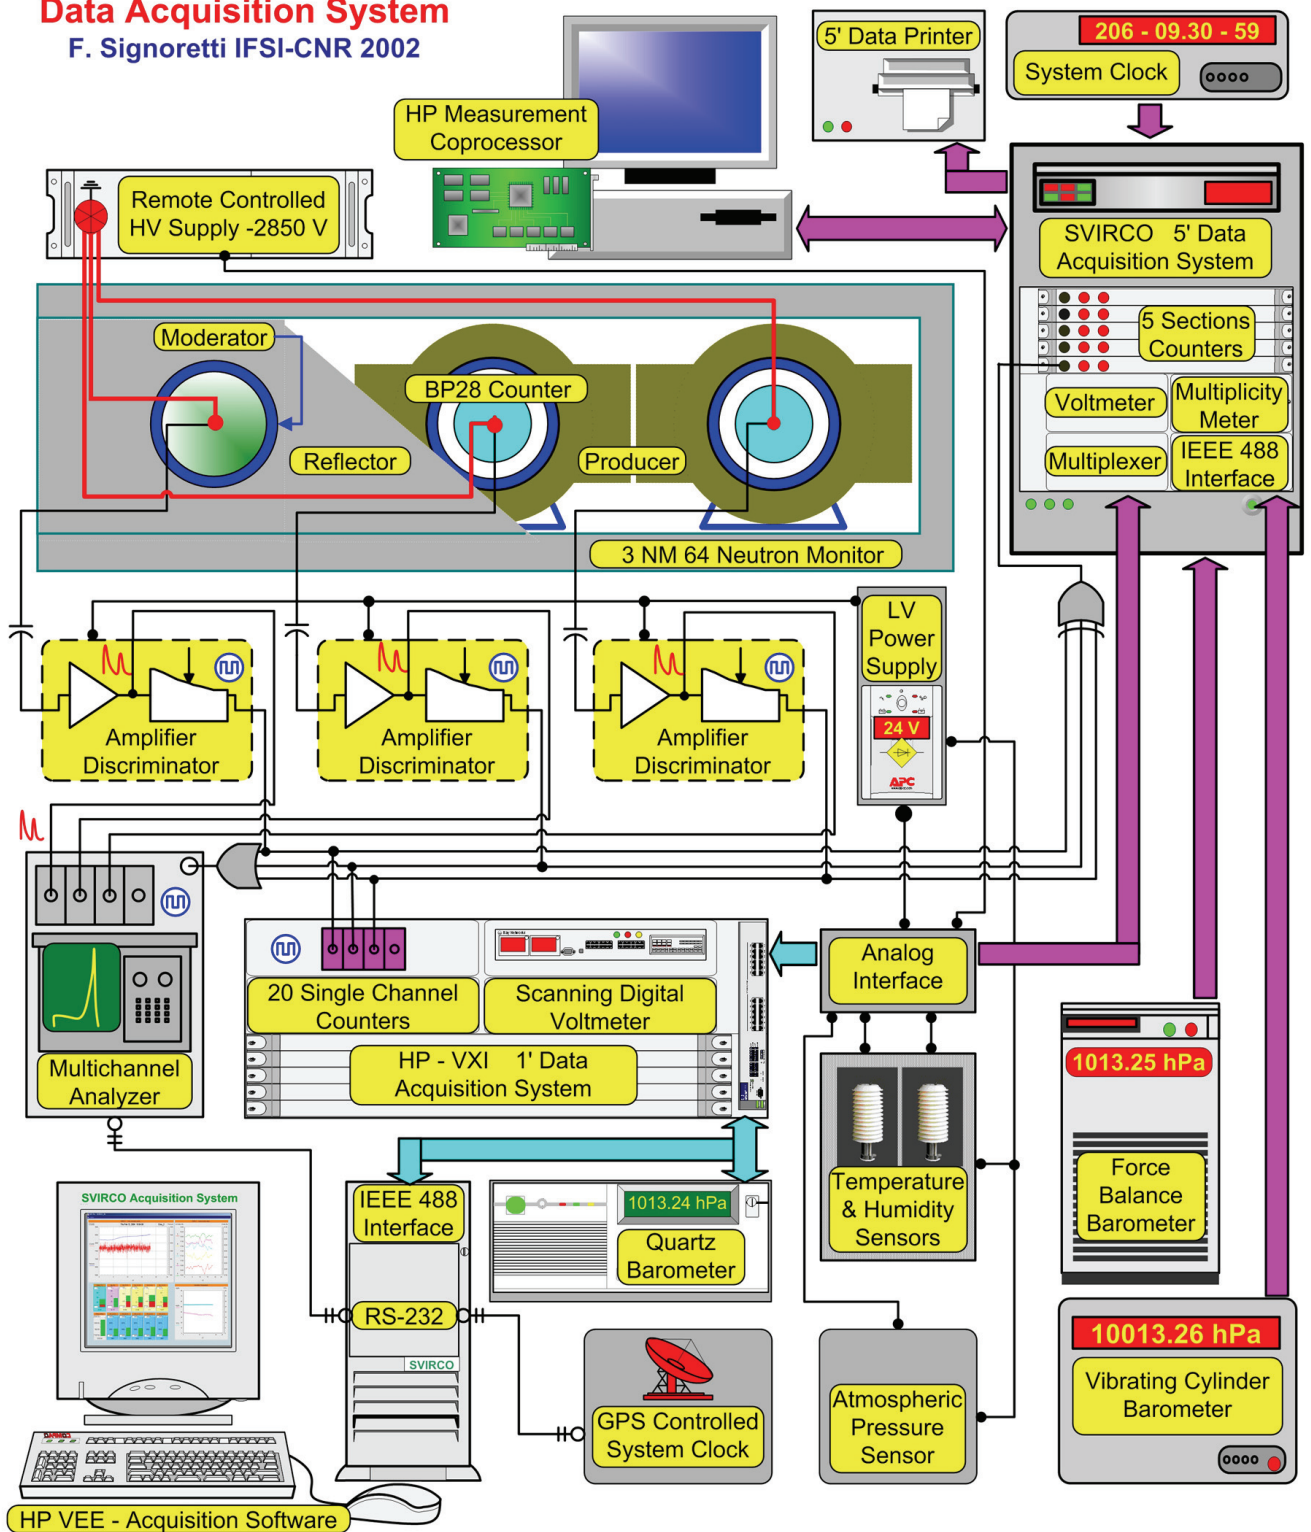 Data Acquisition System
F. Signoretti IFSI-CNR 2002
5' Data Printer
206 - 09.30 - 59
System Clock
HP Measurement
Coprocessor
Remote Controlled
HV Supply -2850 V
SVIRCO 5' Data
Acquisition System
5 Sections
Counters
Voltmeter
Multiplicity
Meter
Multiplexer
IEEE 488
Interface
Moderator
BP28 Counter
Reflector
Producer
3 NM 64 Neutron Monitor
LV
Power
Supply
24 V
APC
Amplifier
Discriminator
Amplifier
Discriminator
Amplifier
Discriminator
Multichannel
Analyzer
20 Single Channel
Counters
Scanning Digital
Voltmeter
HP - VXI 1' Data
Acquisition System
Analog
Interface
1013.25 hPa
Force
Balance
Barometer
Temperature
& Humidity
Sensors
IEEE 488
Interface
1013.24 hPa
Quartz
Barometer
RS-232
SVIRCO
SVIRCO Acquisition System
GPS Controlled
System Clock
Atmospheric
Pressure
Sensor
10013.26 hPa
Vibrating Cylinder
Barometer
HP VEE - Acquisition Software